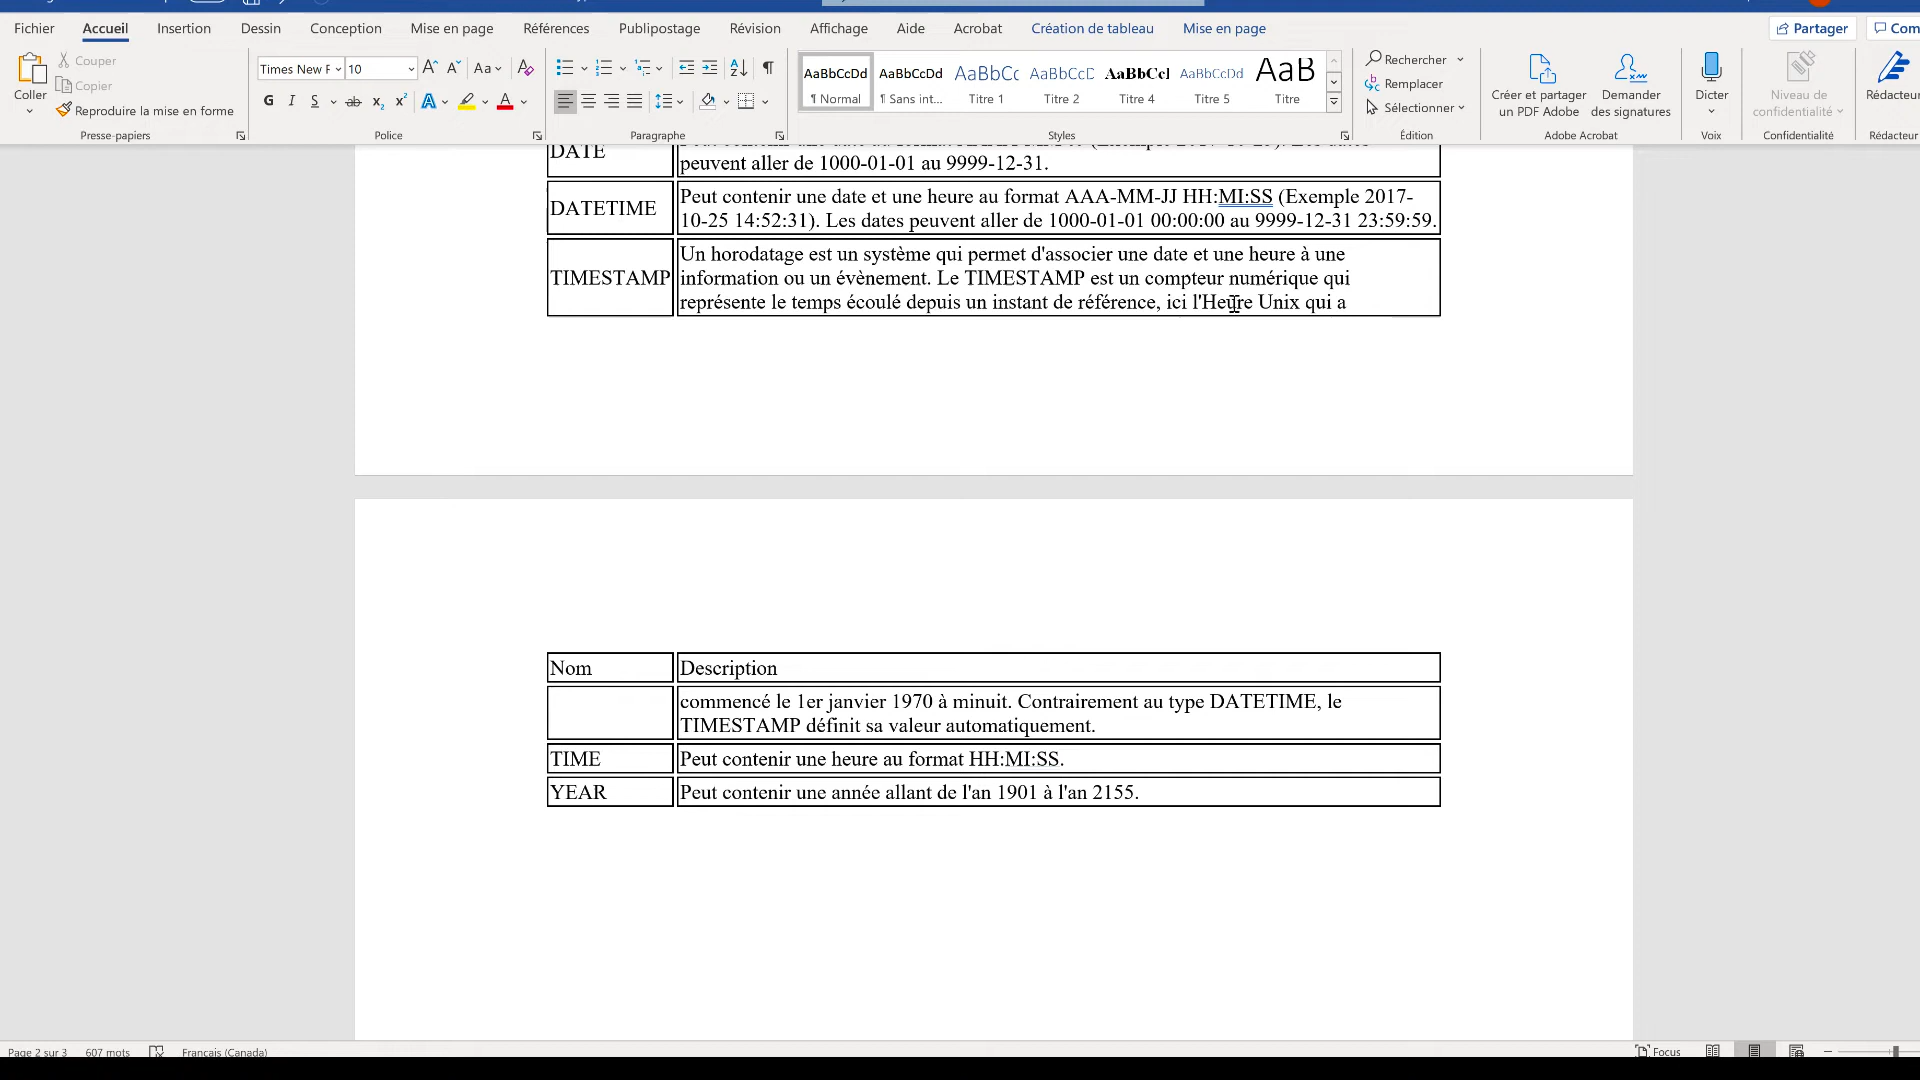 Fichier Accueil Insertion Dessin Conception Mise en page Références Publipostage Révision Affichage Aide Acrobat Création de tableau Mise en page Partager Com
Coller
Couper
Copier
Reproduire la mise en forme
Presse-papiers
Times New F 10
Aa
G I S ab x₂ x² A A
Police
Paragraphe
AaBbCcDd AaBbCcDd AaBbCc AaBbCcD AaBbCcl AaBbCcDd AaB
¶ Normal ¶ Sans int... Titre 1 Titre 2 Titre 4 Titre 5 Titre
Styles
Rechercher
Remplacer
Sélectionner
Édition
Créer et partager
un PDF Adobe
Demander
des signatures
Adobe Acrobat
Dicter
Voix
Niveau de
confidentialité
Confidentialité
Rédacteur
Rédacteur
DATE
peuvent aller de 1000-01-01 au 9999-12-31.
DATETIME
Peut contenir une date et une heure au format AAA-MM-JJ HH:MI:SS (Exemple 2017-
10-25 14:52:31). Les dates peuvent aller de 1000-01-01 00:00:00 au 9999-12-31 23:59:59.
TIMESTAMP
Un horodatage est un système qui permet d'associer une date et une heure à une
information ou un évènement. Le TIMESTAMP est un compteur numérique qui
représente le temps écoulé depuis un instant de référence, ici l'Heure Unix qui a
Nom Description
commencé le 1er janvier 1970 à minuit. Contrairement au type DATETIME, le
TIMESTAMP définit sa valeur automatiquement.
TIME Peut contenir une heure au format HH:MI:SS.
YEAR Peut contenir une année allant de l'an 1901 à l'an 2155.
Page 2 sur 3 607 mots Français (Canada) Focus